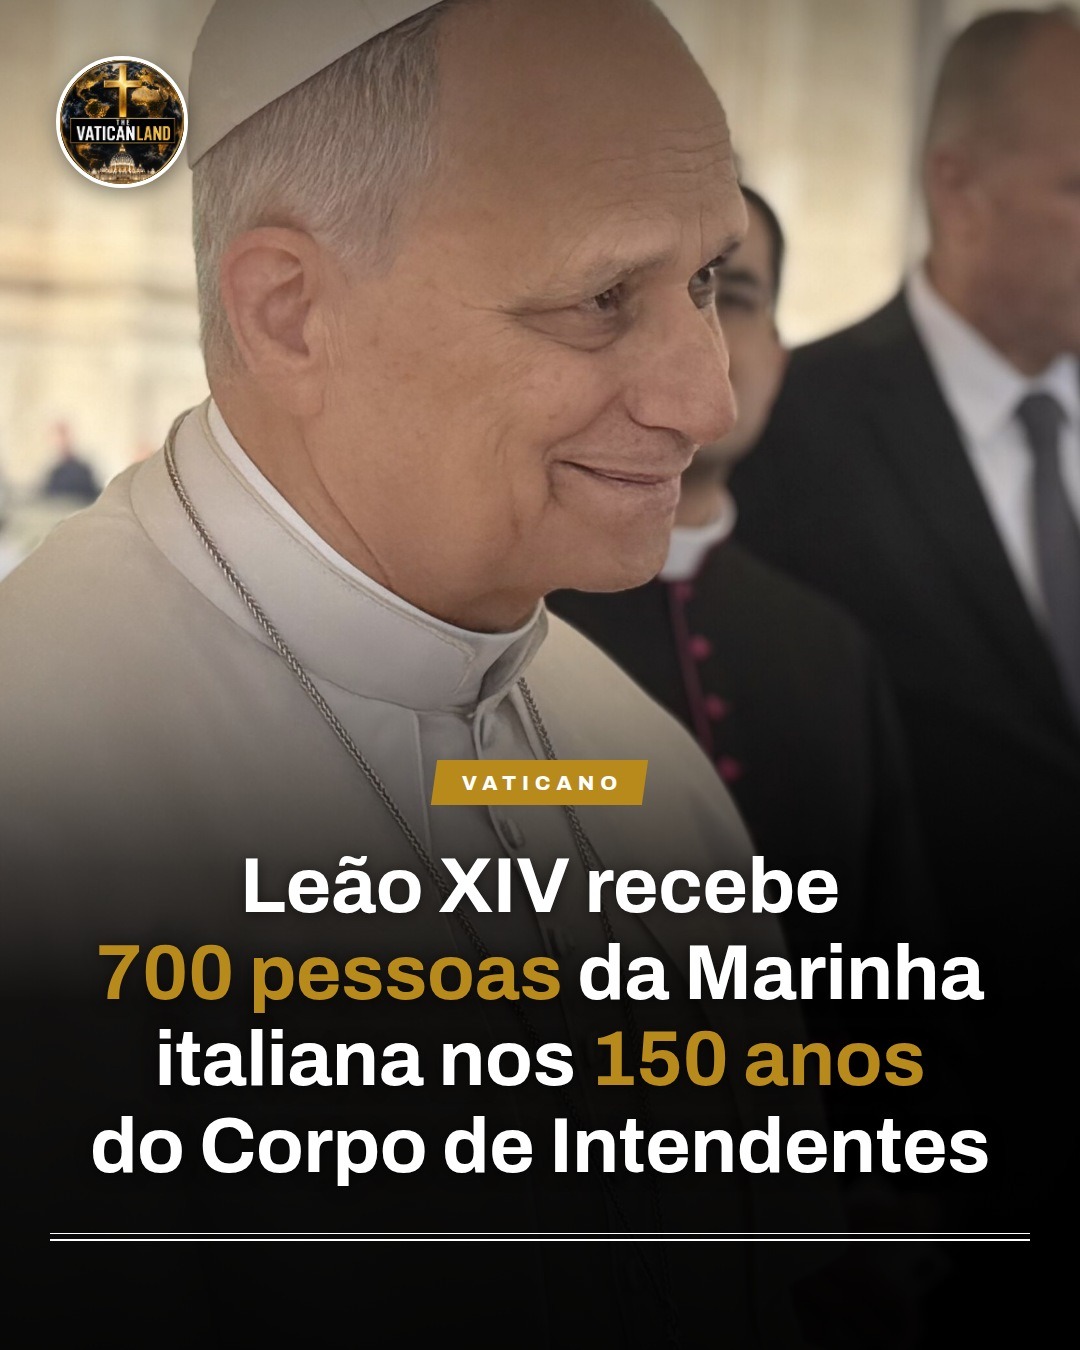 THE
VATICANLAND
VATICANO
Leão XIV recebe
700 pessoas da Marinha
italiana nos 150 anos
do Corpo de Intendentes